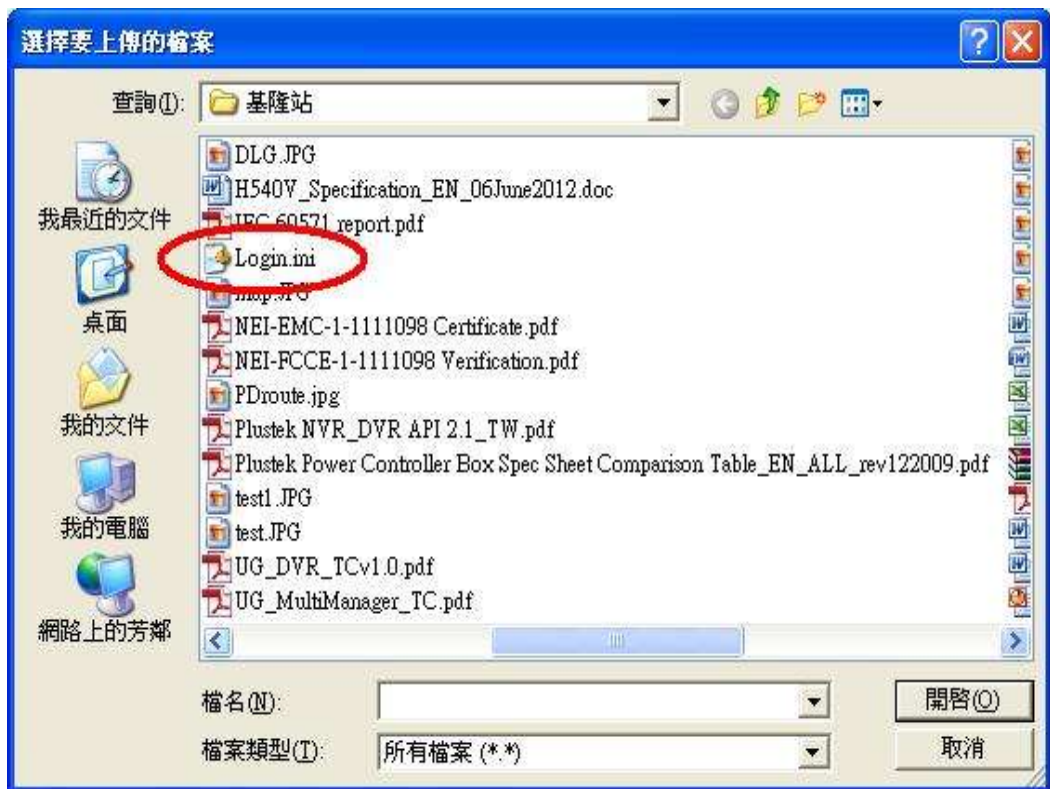 選擇要上傳的檔案
查詢(I):
基隆站
DLG.JPG
H540V_Specification_EN_06June2012.doc
IEC 60571 report.pdf
Login.ini
map.JPG
NEI-EMC-1-1111098 Certificate.pdf
NEI-FCCE-1-1111098 Verification.pdf
PDroute.jpg
Plustek NVR_DVR API 2.1_TW.pdf
Plustek Power Controller Box Spec Sheet Comparison Table_EN_ALL_rev122009.pdf
test1.JPG
test.JPG
UG_DVR_TCv1.0.pdf
UG_MultiManager_TC.pdf
我最近的文件
桌面
我的文件
我的電腦
網路上的芳鄰
檔名(N):
開啓(O)
檔案類型(T):
所有檔案 (*.*)
取消